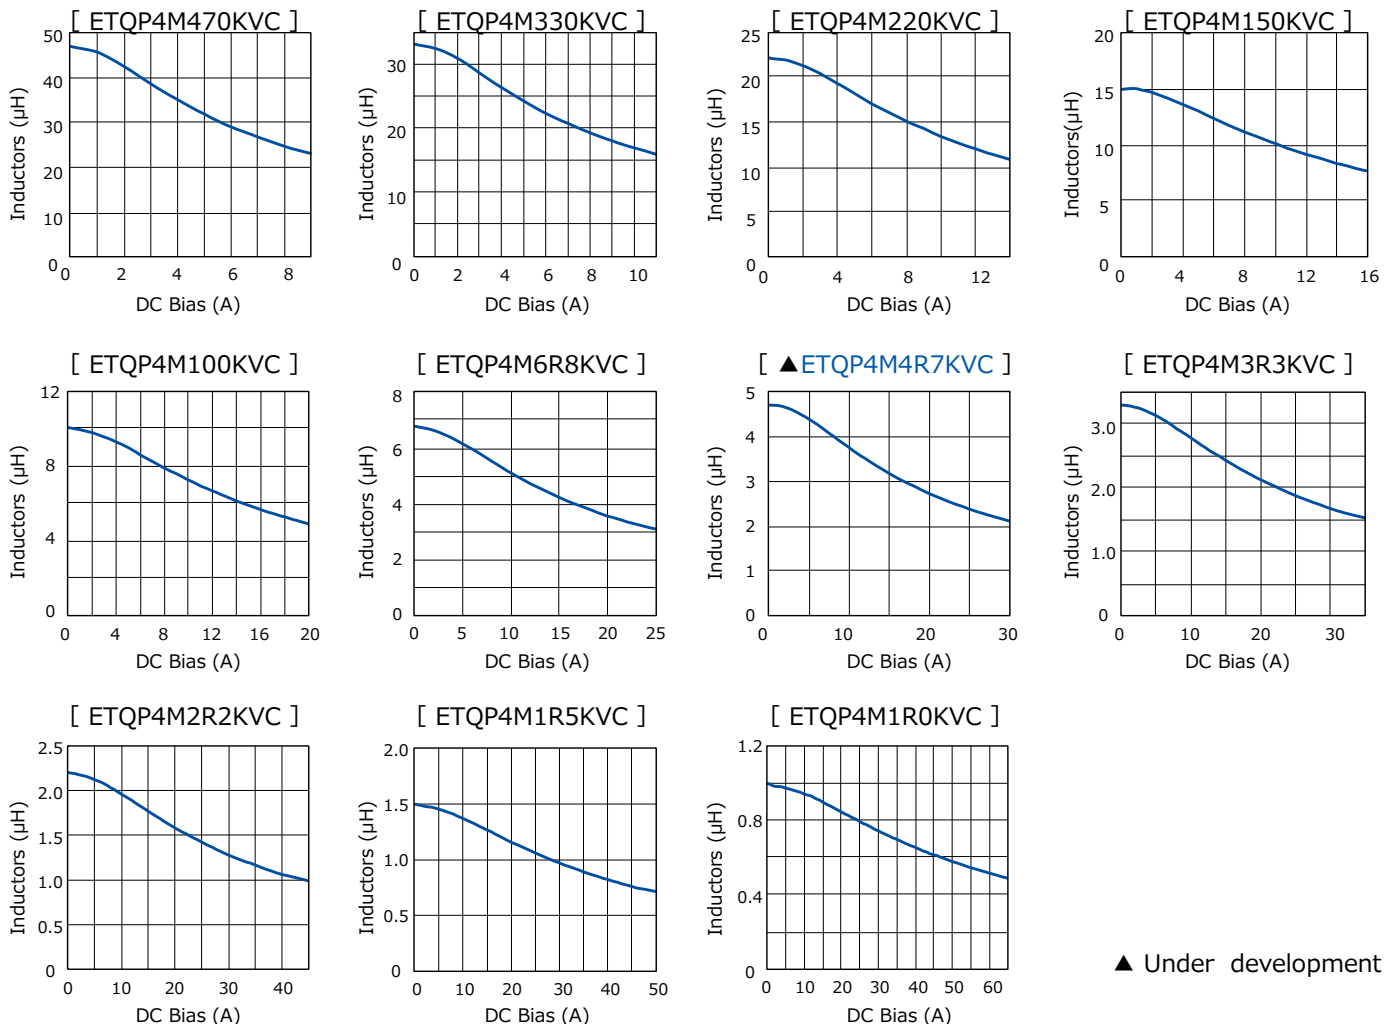 [ ETQP4M470KVC ]
50
40
30
20
10
0
Inductors (μH)
0 2 4 6 8
DC Bias (A)
[ ETQP4M330KVC ]
30
20
10
0
Inductors (μH)
0 2 4 6 8 10
DC Bias (A)
[ ETQP4M220KVC ]
25
20
15
10
5
0
Inductors (μH)
0 4 8 12
DC Bias (A)
[ ETQP4M150KVC ]
20
15
10
5
0
Inductors(μH)
0 4 8 12 16
DC Bias (A)
[ ETQP4M100KVC ]
12
8
4
0
Inductors (μH)
0 4 8 12 16 20
DC Bias (A)
[ ETQP4M6R8KVC ]
8
6
4
2
0
Inductors (μH)
0 5 10 15 20 25
DC Bias (A)
[ ▲ETQP4M4R7KVC ]
5
4
3
2
1
0
Inductors (μH)
0 10 20 30
DC Bias (A)
[ ETQP4M3R3KVC ]
3.0
2.0
1.0
0
Inductors (μH)
0 10 20 30
DC Bias (A)
[ ETQP4M2R2KVC ]
2.5
2.0
1.5
1.0
0.5
0
Inductors (μH)
0 10 20 30 40
DC Bias (A)
[ ETQP4M1R5KVC ]
2.0
1.5
1.0
0.5
0
Inductors (μH)
0 10 20 30 40 50
DC Bias (A)
[ ETQP4M1R0KVC ]
1.2
0.8
0.4
0
Inductors (μH)
0 10 20 30 40 50 60
DC Bias (A)
▲ Under development